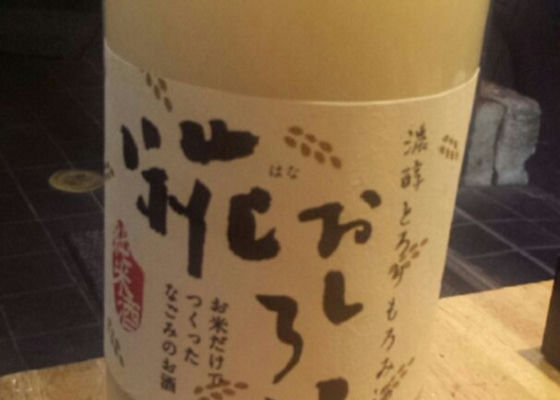 濃醇とろ もろみ
おしろ
はな
糀
お米だけで
つくった
なごみのお酒